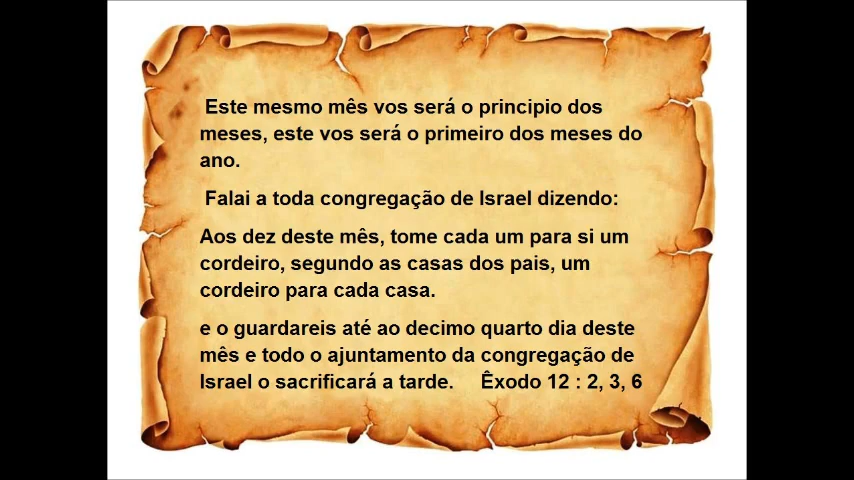 Este mesmo mês vos será o principio dos
meses, este vos será o primeiro dos meses do
ano.
Falai a toda congregação de Israel dizendo:
Aos dez deste mês, tome cada um para si um
cordeiro, segundo as casas dos pais, um
cordeiro para cada casa.
e o guardareis até ao decimo quarto dia deste
mês e todo o ajuntamento da congregação de
Israel o sacrificará a tarde. Êxodo 12 : 2, 3, 6